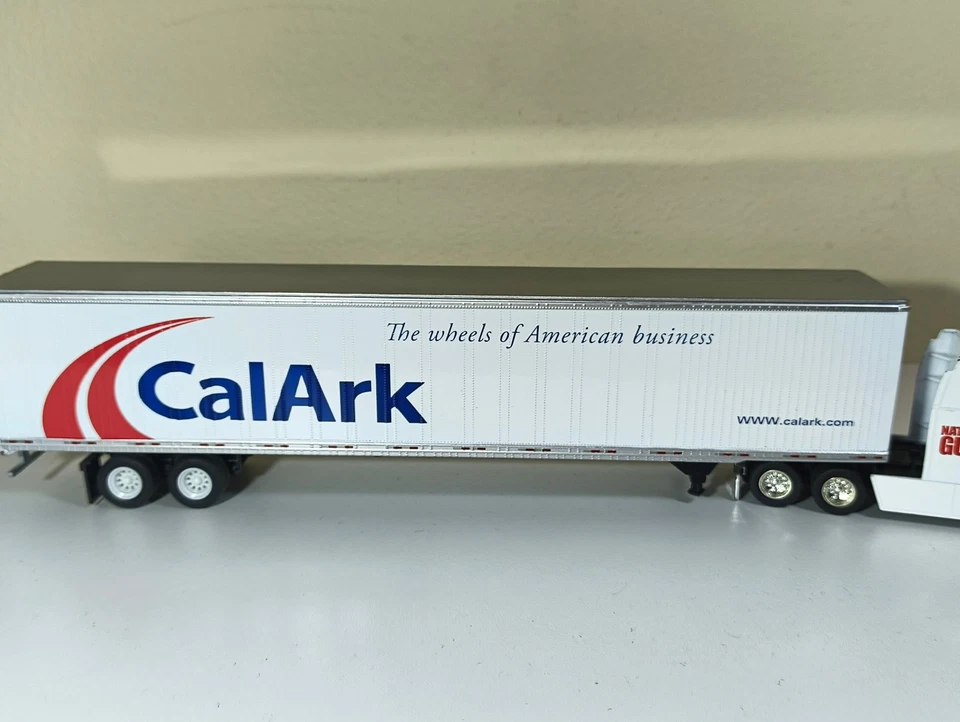 The wheels of American business
CalArk
www.calark.com